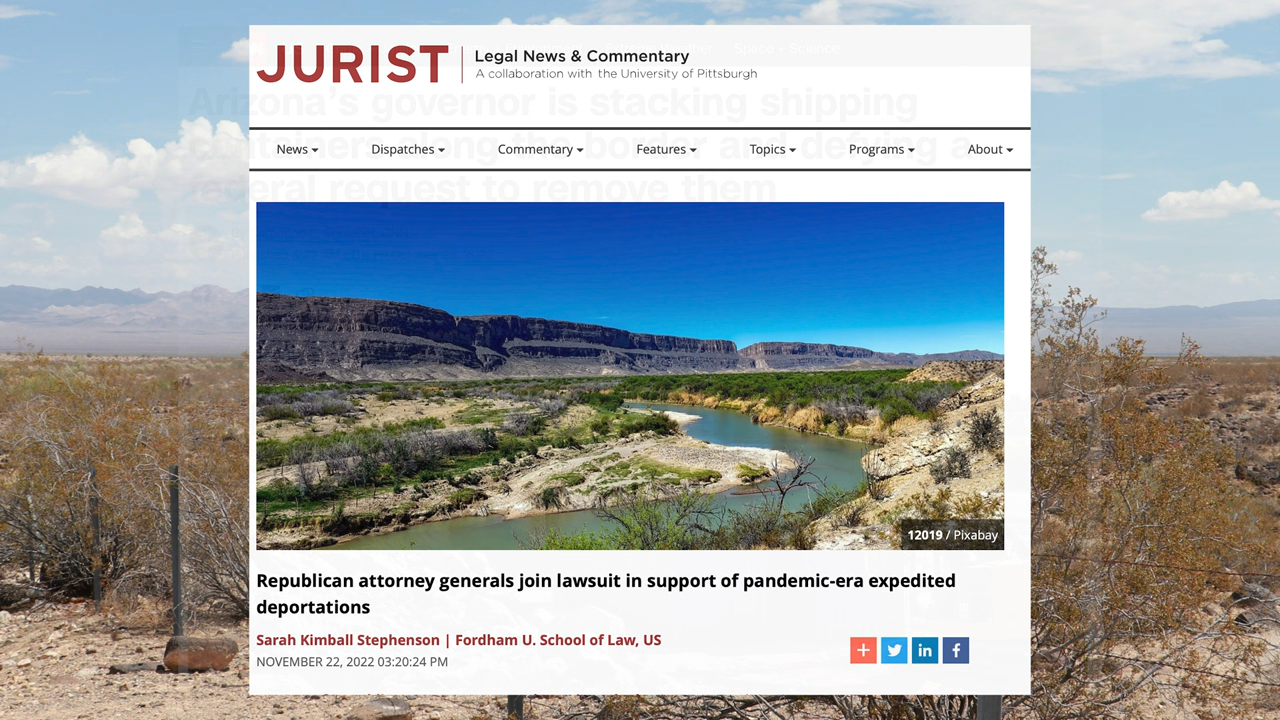 JURIST
Legal News & Commentary
A collaboration with the University of Pittsburgh
Arizona's governor is stacking shipping
containers along the border and defying a
federal request to remove them
News
Dispatches
Commentary
Features
Topics
Programs
About
12019 / Pixabay
Republican attorney generals join lawsuit in support of pandemic-era expedited
deportations
Sarah Kimball Stephenson | Fordham U. School of Law, US
NOVEMBER 22, 2022 03:20:24 PM